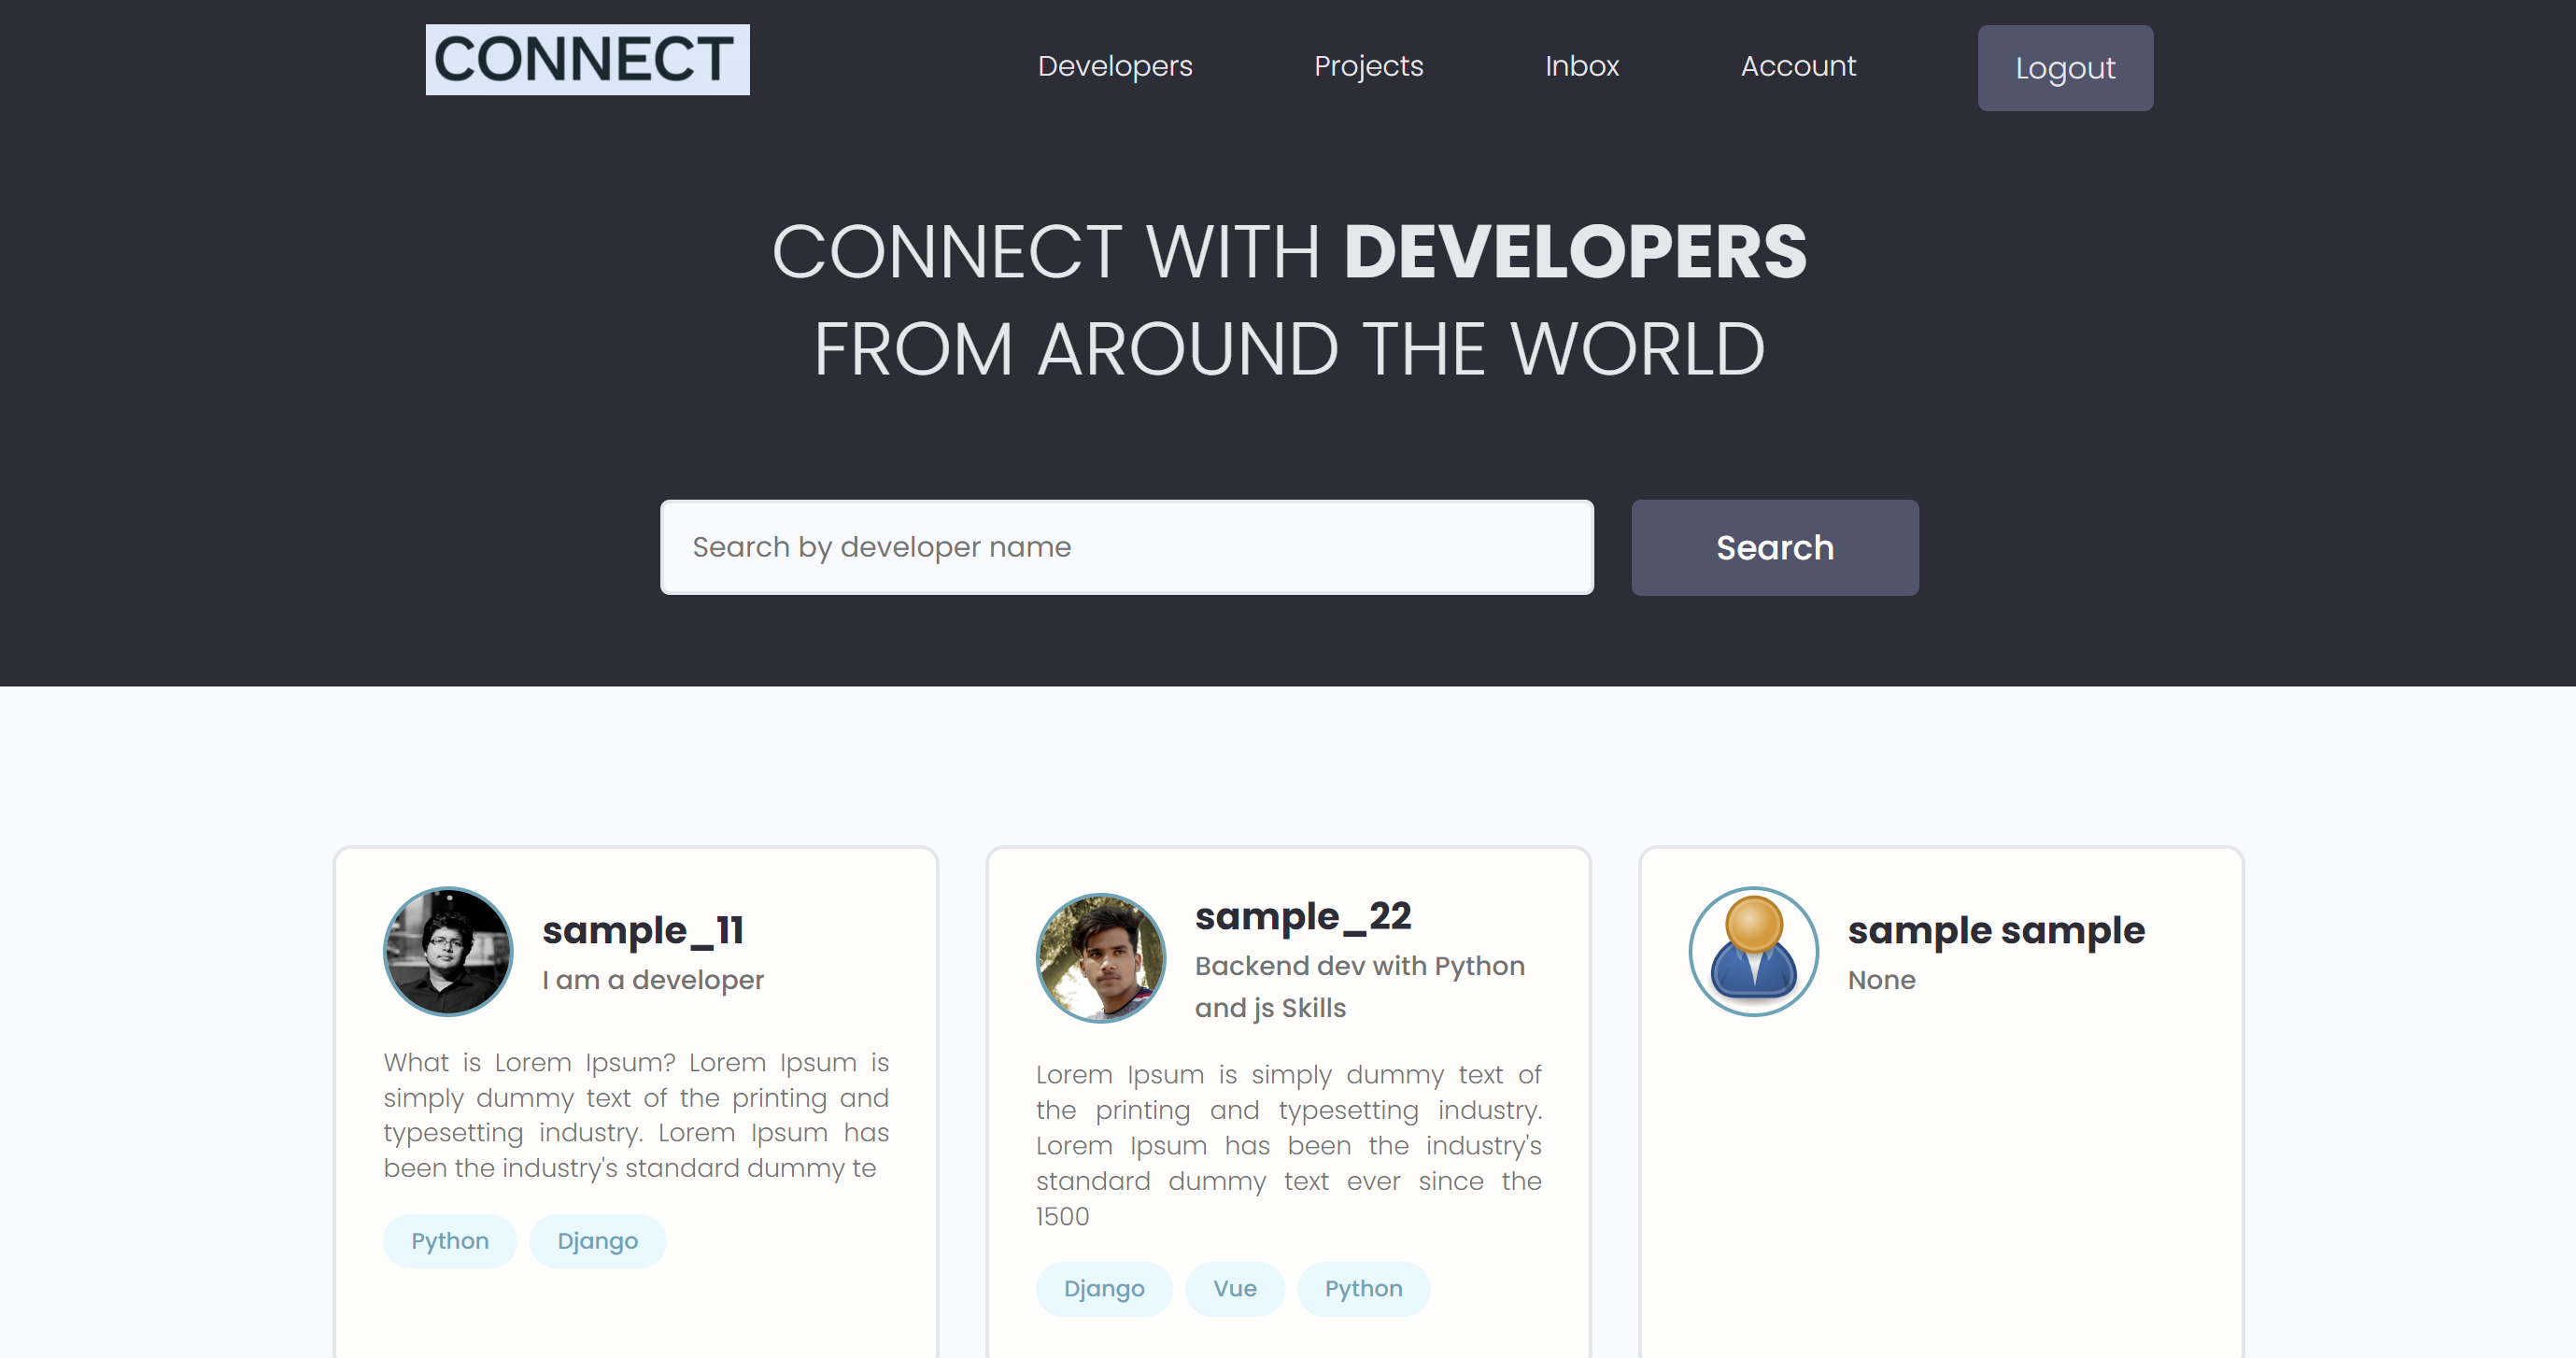 CONNECT
Developers
Projects
Inbox
Account
Logout
CONNECT WITH DEVELOPERS
FROM AROUND THE WORLD
Search by developer name
Search
sample_11
I am a developer
What is Lorem Ipsum? Lorem Ipsum is
simply dummy text of the printing and
typesetting industry. Lorem Ipsum has
been the industry's standard dummy te
Python
Django
sample_22
Backend dev with Python
and js Skills
Lorem Ipsum is simply dummy text of
the printing and typesetting industry.
Lorem Ipsum has been the industry's
standard dummy text ever since the
1500
Django
Vue
Python
sample sample
None